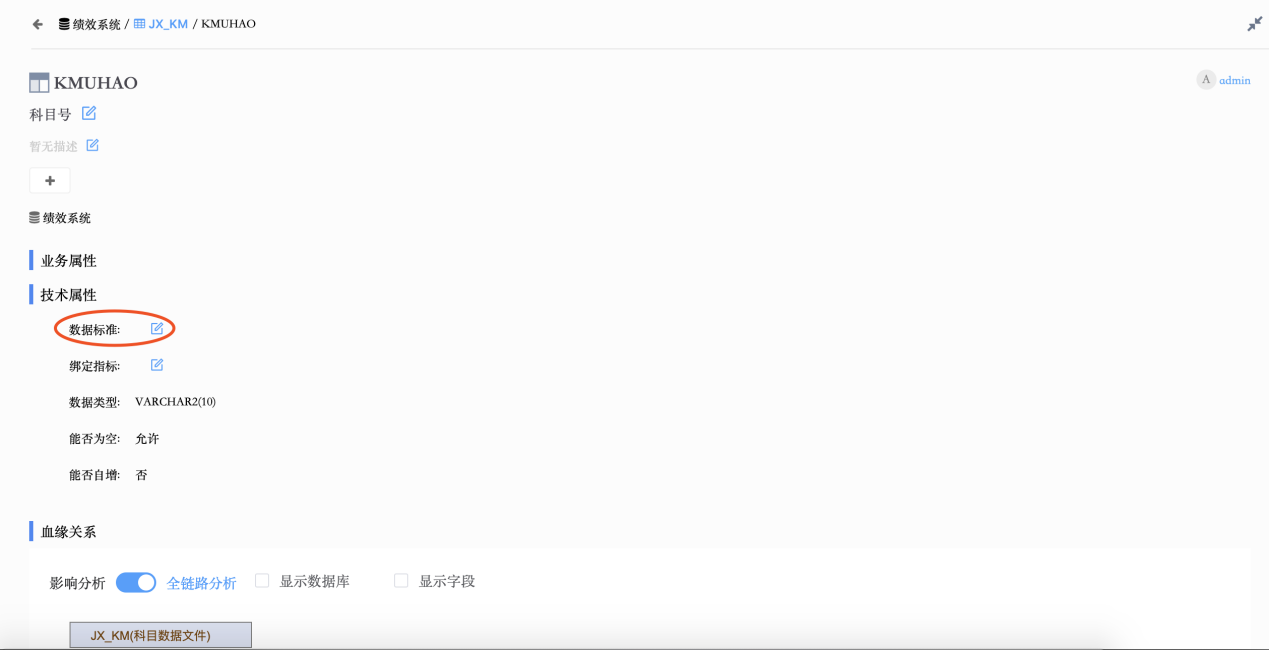 绩效系统 / JX_KM / KMUHAO
KMUHAO
A admin
科目号
暂无描述
+
绩效系统
业务属性
技术属性
数据标准:
绑定指标:
数据类型: VARCHAR2(10)
能否为空: 允许
能否自增: 否
血缘关系
影响分析 全链路分析 显示数据库 显示字段
JX_KM(科目数据文件)